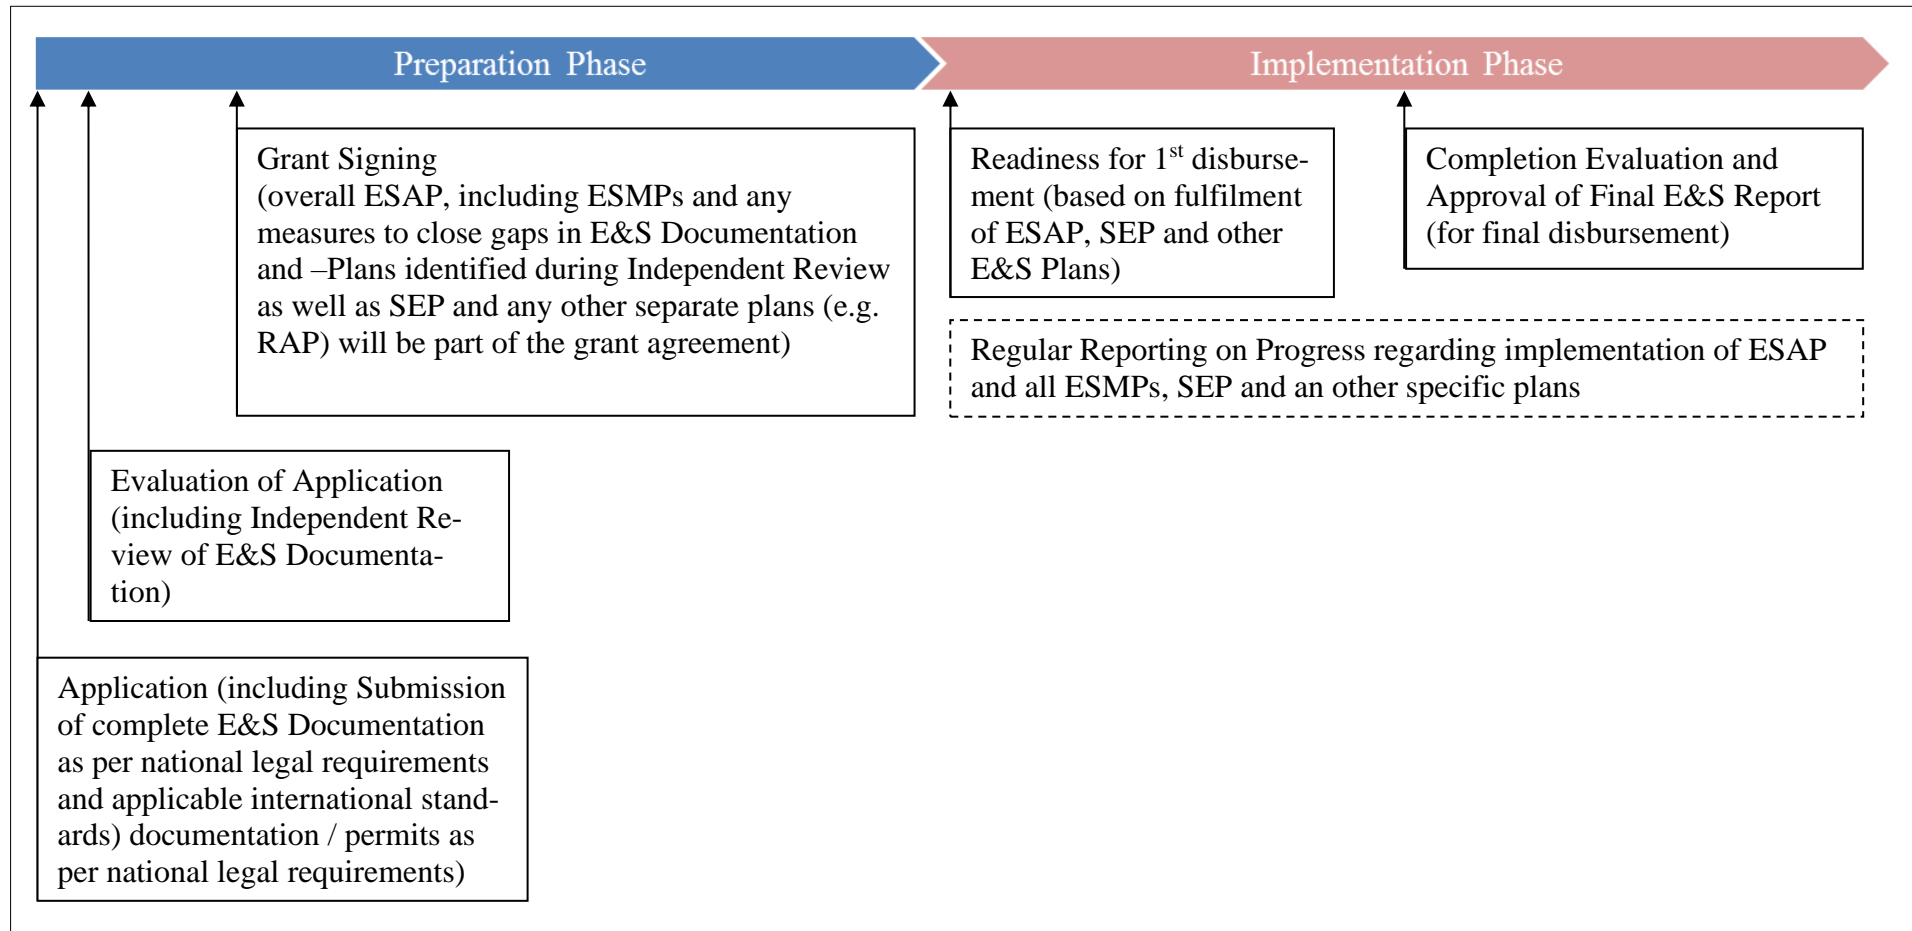 Preparation Phase
Implementation Phase
Grant Signing
(overall ESAP, including ESMPs and any
measures to close gaps in E&S Documentation
and –Plans identified during Independent Review
as well as SEP and any other separate plans (e.g.
RAP) will be part of the grant agreement)
Readiness for 1st disburse-
ment (based on fulfilment
of ESAP, SEP and other
E&S Plans)
Completion Evaluation and
Approval of Final E&S Report
(for final disbursement)
Regular Reporting on Progress regarding implementation of ESAP
and all ESMPs, SEP and an other specific plans
Evaluation of Application
(including Independent Re-
view of E&S Documenta-
tion)
Application (including Submission
of complete E&S Documentation
as per national legal requirements
and applicable international stand-
ards) documentation / permits as
per national legal requirements)